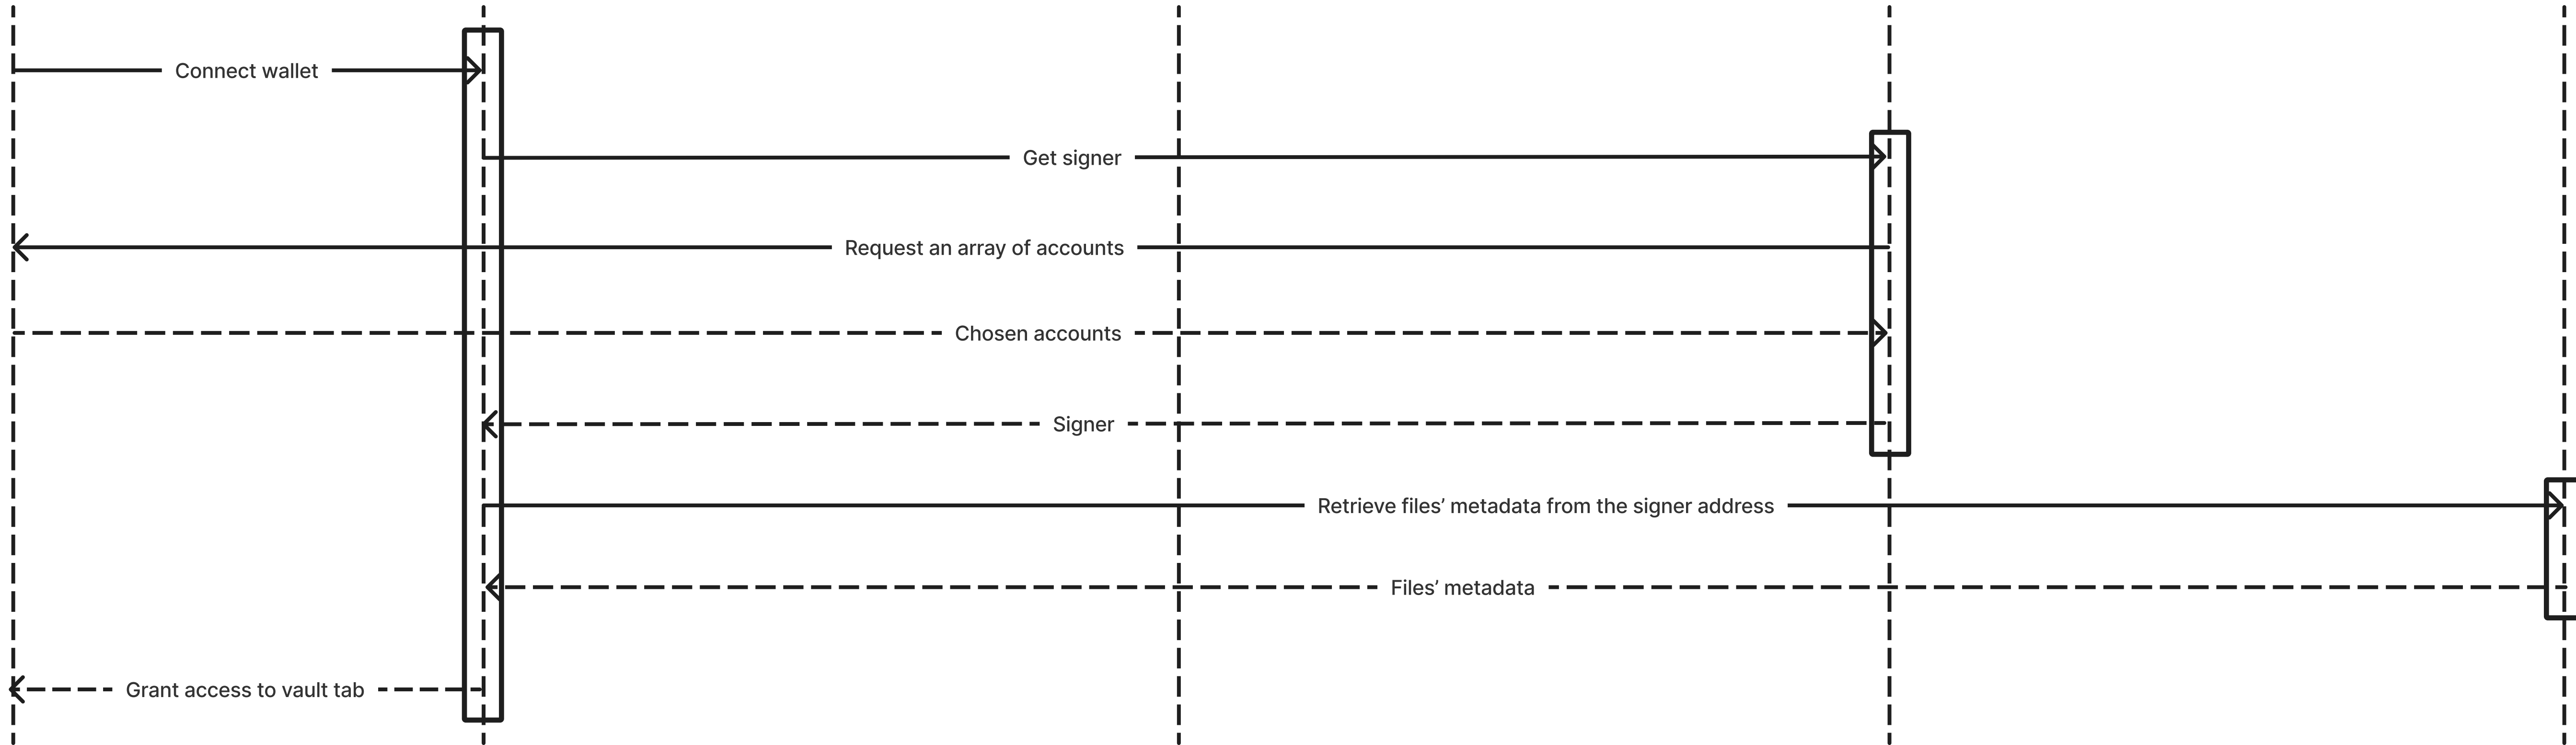 Connect wallet
Get signer
Request an array of accounts
Chosen accounts
Signer
Retrieve files’ metadata from the signer address
Files’ metadata
Grant access to vault tab